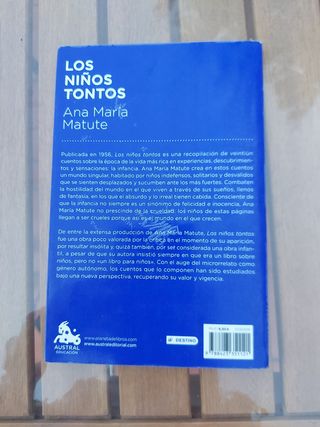 LOS
NIÑOS
TONTOS
Ana María
Matute
Publicada en 1956, Los niños tontos es una recopilación de veintiún
cuentos sobre la época de la vida más rica en experiencias, descubrimien-
tos y sensaciones: la infancia. Ana María Matute crea en estos cuentos
un mundo singular, habitado por niños indefensos, solitarios y desvalidos
que se sienten desplazados y sucumben ante los más fuertes. Combaten
la hostilidad del mundo en el que viven a través de sus sueños, llenos
de fantasía, en los que el absurdo y lo irreal tienen cabida. Consciente de
que la infancia no siempre es un sinónimo de felicidad e inocencia, Ana
María Matute no prescinde de la crueldad: los niños de estas páginas
llegan a ser crueles porque así es el mundo en el que crecen.
De entre la extensa producción de Ana María Matute, Los niños tontos
fue una obra poco valorada por la crítica en el momento de su aparición,
por resultar insólita y quizá también, por ser considerada una obra infan-
til, a pesar de que su autora insistió siempre en que era un libro sobre
niños, pero no un libro para niños». Con el auge del microrrelato como
género autónomo, los cuentos que lo componen han sido estudiados
bajo una nueva perspectiva, recuperando su valor y vigencia.
AUSTRAL
EDUCACIÓN
www.planetadelibros.com
www.australeditorial.com
DESTINO